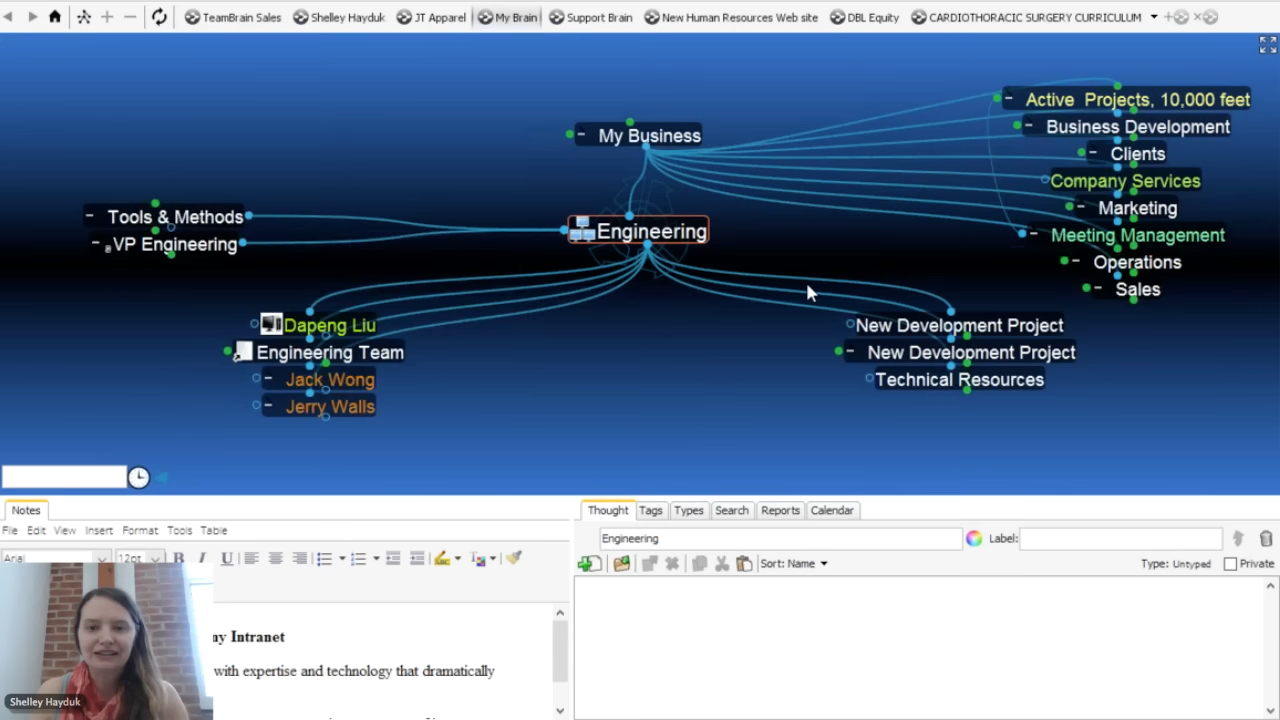 TeamBrain Sales
Shelley Hayduk
JT Apparel
My Brain
Support Brain
New Human Resources Web site
DBL Equity
CARDIOTHORACIC SURGERY CURRICULUM
My Business
Active Projects, 10,000 feet
Business Development
Clients
Company Services
Marketing
Meeting Management
Operations
Sales
Tools & Methods
VP Engineering
Engineering
Dapeng Liu
Engineering Team
Jack Wong
Jerry Walls
New Development Project
New Development Project
Technical Resources
Notes
File Edit View Insert Format Tools Table
Arial 12pt B I U
ny Intranet
with expertise and technology that dramatically
Shelley Hayduk
Thought Tags Types Search Reports Calendar
Engineering
Label:
Sort: Name
Type: Untyped
Private